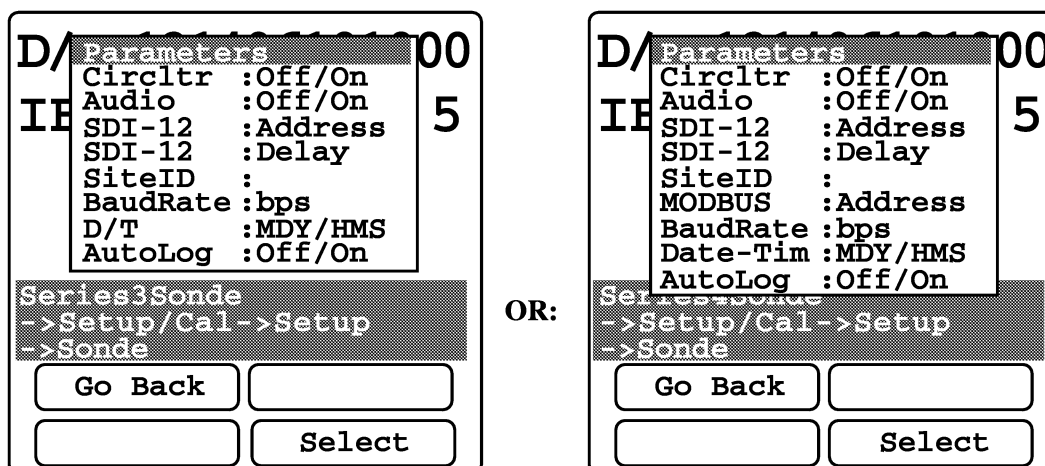 D/ 00
Parameters
Circltr :Off/On
Audio :Off/On
IB 5
SDI-12 :Address
SDI-12 :Delay
SiteID :
BaudRate :bps
D/T :MDY/HMS
AutoLog :Off/On
Series3Sonde
->Setup/Cal->Setup
->Sonde
Go Back
Select
OR:
D/ 00
Parameters
Circltr :Off/On
Audio :Off/On
5
SDI-12 :Address
SDI-12 :Delay
SiteID :
MODBUS :Address
BaudRate :bps
Date-Tim :MDY/HMS
AutoLog :Off/On
Series4Sonde
->Setup/Cal->Setup
->Sonde
Go Back
Select